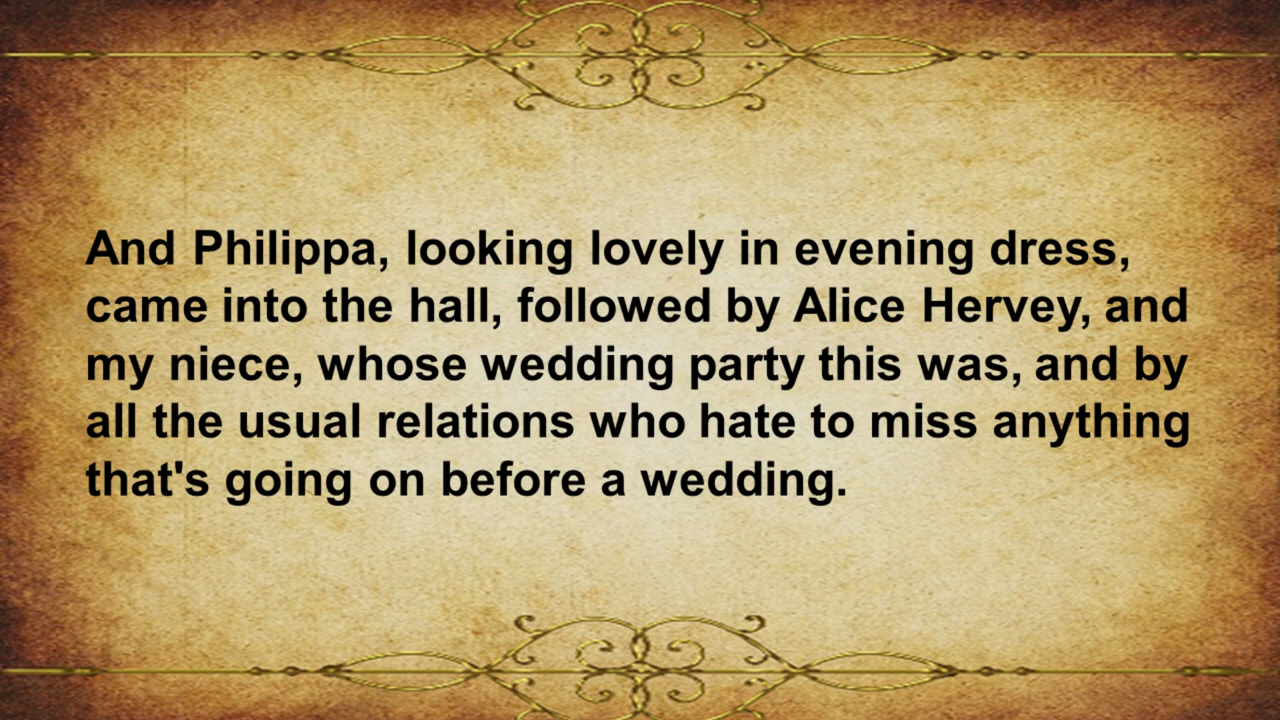 And Philippa, looking lovely in evening dress,
came into the hall, followed by Alice Hervey, and
my niece, whose wedding party this was, and by
all the usual relations who hate to miss anything
that's going on before a wedding.